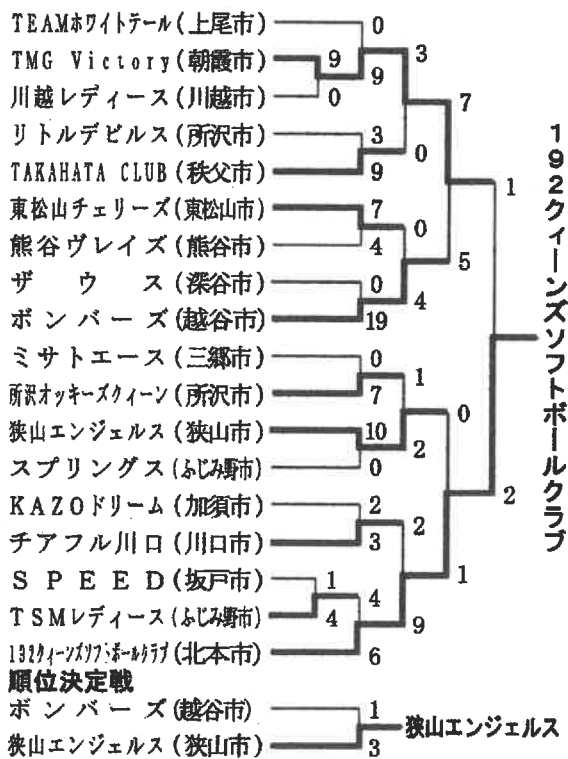 TEAMホワイトテール(上尾市) 0
3
TMG Victory(朝霞市) 9
9
川越レディース(川越市) 0
7
リトルデビルス(所沢市) 3
0
TAKAHATA CLUB(秩父市) 9
1
東松山チェリーズ(東松山市) 7
0
熊谷ヴレイズ(熊谷市) 4
5
ザウス(深谷市) 0
4
ボンバーズ(越谷市) 19
ミサトエース(三郷市) 0
1
所沢オッキーズクィーン(所沢市) 7
0
狭山エンジェルス(狭山市) 10
2
スプリングス(ふじみ野市) 0
2
KAZOドリーム(加須市) 2
2
チアフル川口(川口市) 3
1
SPEED(坂戸市) 1
4
TSMレディース(ふじみ野市) 4
9
192クィーンズソフトボールクラブ(北本市) 6
192クィーンズソフトボールクラブ
順位決定戦
ボンバーズ(越谷市) 1
狭山エンジェルス
狭山エンジェルス(狭山市) 3